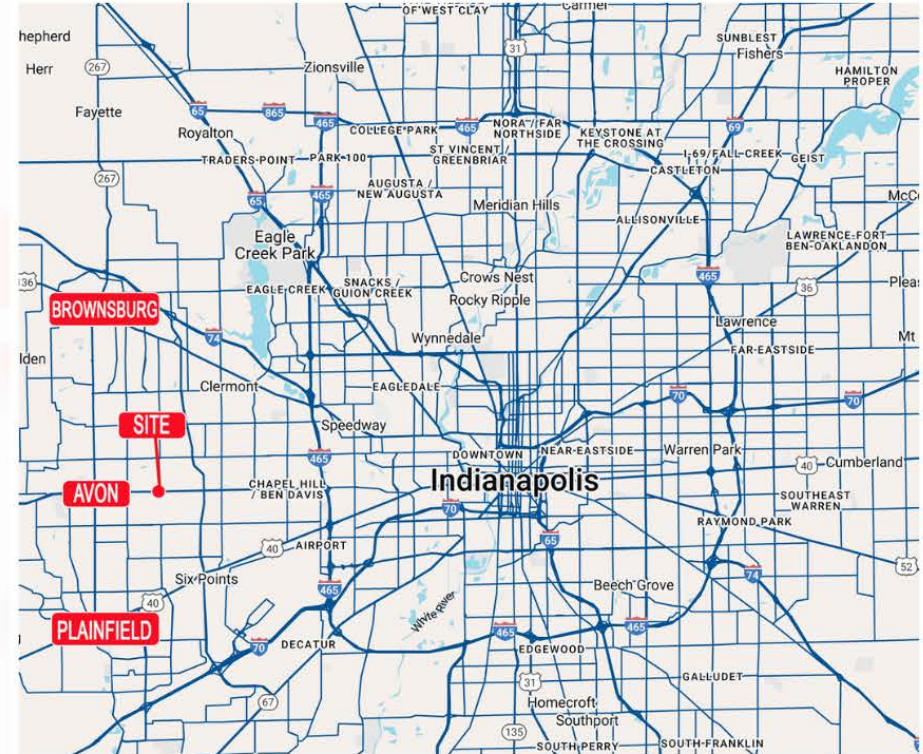 OF WEST CLAY
Carmel
31
SUNBLEST
Fishers
hepherd
Herr
267
Zionsville
HAMILTON
PROPER
Fayette
65
865
465
Royalton
COLLEGE PARK
465
NORA / FAR
NORTHSIDE
KEYSTONE AT
THE CROSSING
69
ST VINCENT /
GREENBRIAR
TRADERS-POINT
PARK 100
I-69/FALL CREEK
GEIST
CASTLETON
267
AUGUSTA /
NEW AUGUSTA
465
65
Meridian Hills
McCo
ALLISONVILLE
Eagle
Creek Park
LAWRENCE-FORT
BEN-OAKLANDON
465
36
EAGLE CREEK
SNACKS /
GUION CREEK
Crows Nest
Rocky Ripple
36
Pleas
BROWNSBURG
74
Wynnedale
Lawrence
Mt
FAR EASTSIDE
lden
Clermont
EAGLEDALE
70
70
SITE
Speedway
DOWNTOWN
NEAR-EASTSIDE
Warren Park
465
40
Cumberland
AVON
CHAPEL HILL
/ BEN DAVIS
Indianapolis
SOUTHEAST
WARREN
70
RAYMOND PARK
40
AIRPORT
65
52
Six Points
465
74
40
Beech Grove
White River
PLAINFIELD
70
DECATUR
465
465
EDGEWOOD
31
GALLUDET
67
Homecroft
Southport
135
SOUTH PERRY
SOUTH-FRANKLIN